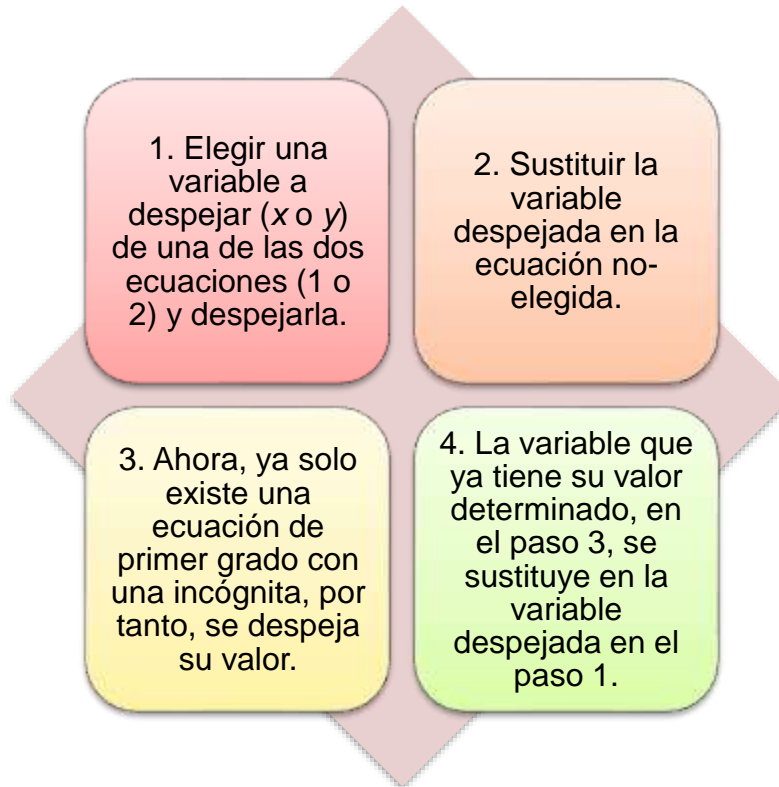 1. Elegir una
variable a
despejar (x o y)
de una de las dos
ecuaciones (1 o
2) y despejarla.
2. Sustituir la
variable
despejada en la
ecuación no-
elegida.
3. Ahora, ya solo
existe una
ecuación de
primer grado con
una incógnita, por
tanto, se despeja
su valor.
4. La variable que
ya tiene su valor
determinado, en
el paso 3, se
sustituye en la
variable
despejada en el
paso 1.